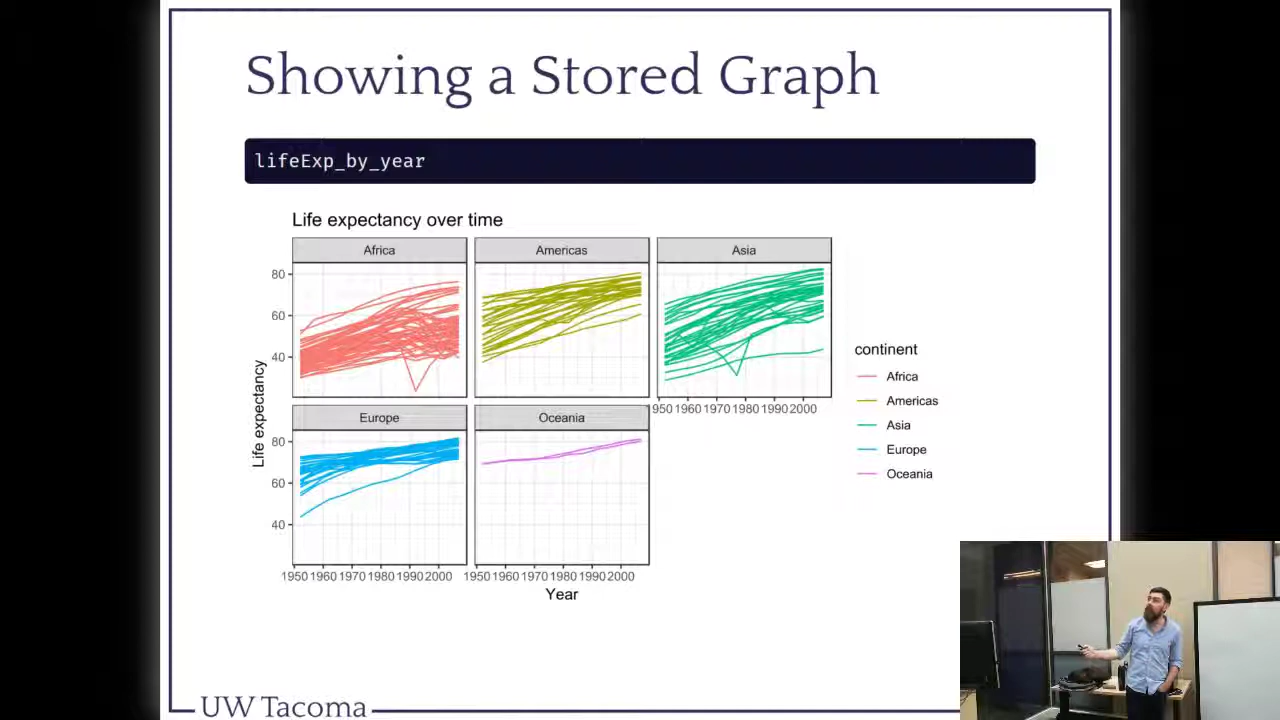 Showing a Stored Graph
lifeExp_by_year
Life expectancy over time
Africa
Americas
Asia
80
60
40
1950 1960 1970 1980 1990 2000
Europe
Oceania
80
60
40
1950 1960 1970 1980 1990 2000
1950 1960 1970 1980 1990 2000
Life expectancy
Year
continent
Africa
Americas
Asia
Europe
Oceania
UW Tacoma